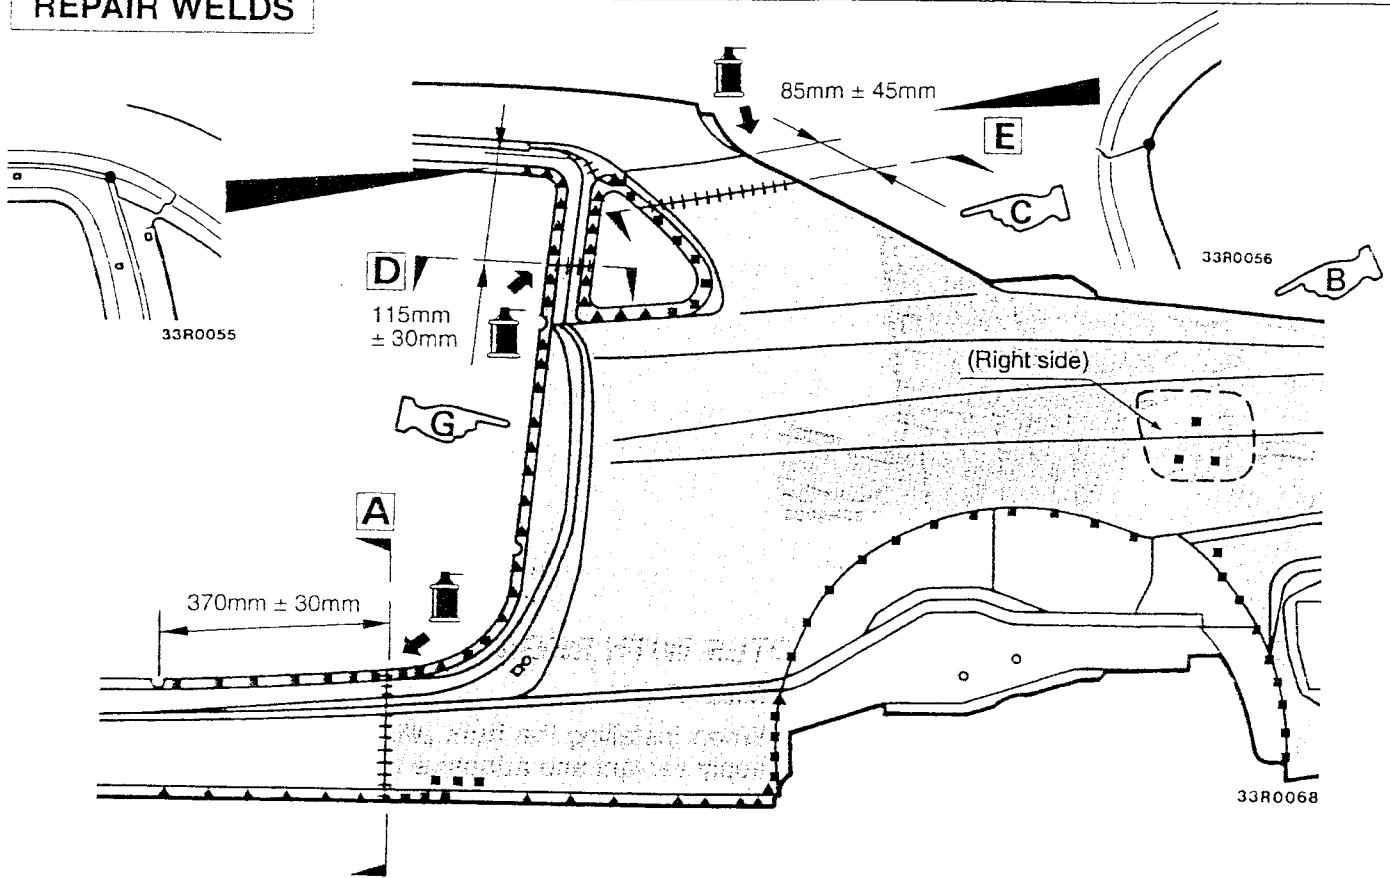 REPAIR WELDS
85mm ± 45mm
E
C
33R0056
B
D
115mm
± 30mm
33R0055
(Right side)
G
A
370mm ± 30mm
33R0068